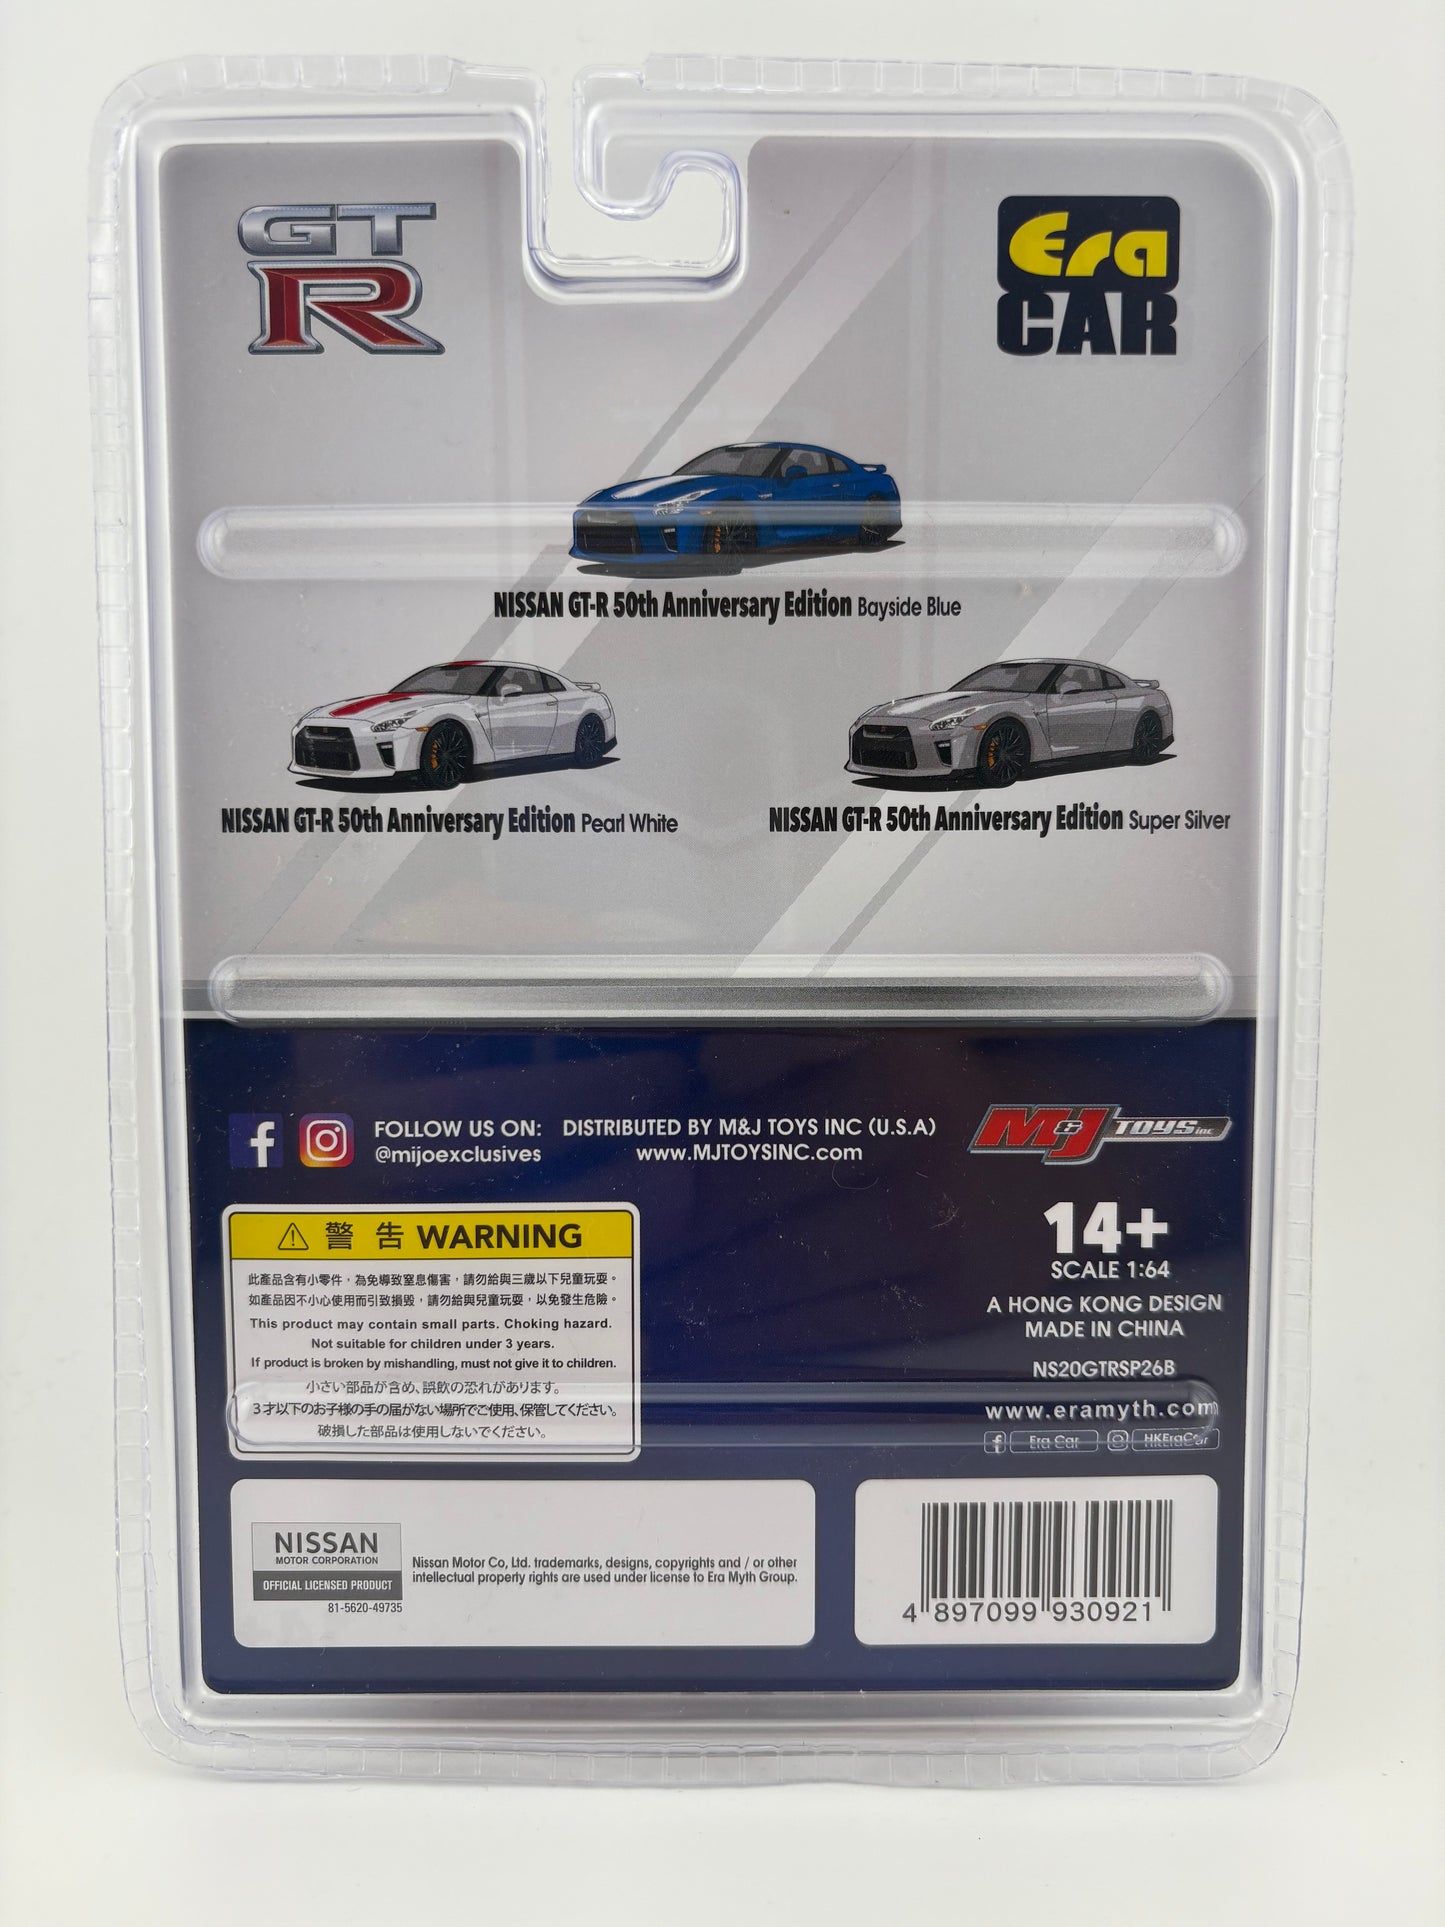 GT
R
Era
CAR
NISSAN GT-R 50th Anniversary Edition Bayside Blue
NISSAN GT-R 50th Anniversary Edition Pearl White
NISSAN GT-R 50th Anniversary Edition Super Silver
FOLLOW US ON:
@mijoexclusives
DISTRIBUTED BY M&J TOYS INC (U.S.A)
www.MJTOYSINC.com
M&J TOYS INC
警 告 WARNING
此產品含有小零件，為免導致窒息傷害，請勿給與三歲以下兒童玩耍。
如產品因不小心使用而引致損毀，請勿給與兒童玩耍，以免發生危險。
This product may contain small parts. Choking hazard.
Not suitable for children under 3 years.
If product is broken by mishandling, must not give it to children.
小さい部品が含め、誤飲の恐れがあります。
3才以下のお子様の手の届がない場所でご使用、保管してください。
破損した部品は使用しないでください。
14+
SCALE 1:64
A HONG KONG DESIGN
MADE IN CHINA
NS20GTRSP26B
www.eramyth.com
Era Car
HKEraCar
NISSAN
MOTOR CORPORATION
OFFICIAL LICENSED PRODUCT
81-5620-49735
Nissan Motor Co, Ltd. trademarks, designs, copyrights and / or other
intellectual property rights are used under license to Era Myth Group.
4 897099 930921